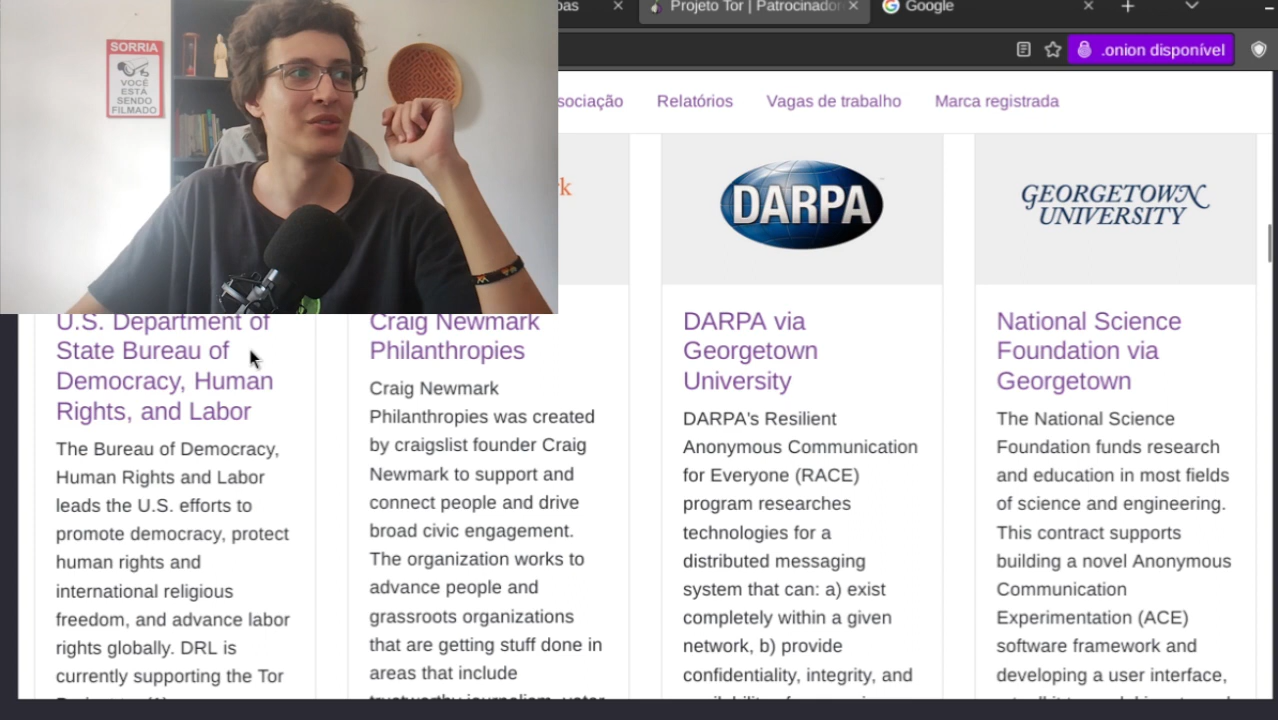 SORRIA
VOCÊ
ESTÁ
SENDO
FILMADO
Projeto Tor | Patrocinador
Google
.onion disponível
sociação
Relatórios
Vagas de trabalho
Marca registrada
DARPA
GEORGETOWN
UNIVERSITY
U.S. Department of
State Bureau of
Democracy, Human
Rights, and Labor
The Bureau of Democracy,
Human Rights and Labor
leads the U.S. efforts to
promote democracy, protect
human rights and
international religious
freedom, and advance labor
rights globally. DRL is
currently supporting the Tor
Craig Newmark
Philanthropies
Craig Newmark
Philanthropies was created
by craigslist founder Craig
Newmark to support and
connect people and drive
broad civic engagement.
The organization works to
advance people and
grassroots organizations
that are getting stuff done in
areas that include
DARPA via
Georgetown
University
DARPA's Resilient
Anonymous Communication
for Everyone (RACE)
program researches
technologies for a
distributed messaging
system that can: a) exist
completely within a given
network, b) provide
confidentiality, integrity, and
National Science
Foundation via
Georgetown
The National Science
Foundation funds research
and education in most fields
of science and engineering.
This contract supports
building a novel Anonymous
Communication
Experimentation (ACE)
software framework and
developing a user interface,